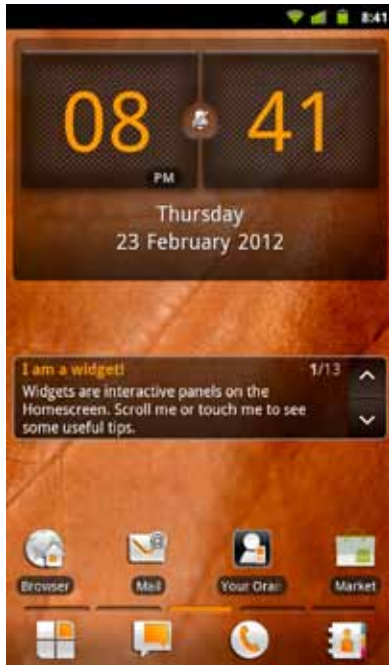 8:41
08 41
PM
Thursday
23 February 2012
I am a widget! 1/13
Widgets are interactive panels on the
Homescreen. Scroll me or touch me to see
some useful tips.
Browser Mail Your Oran Market